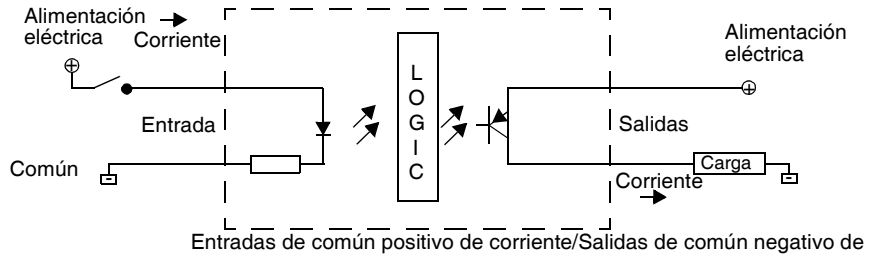 Alimentación
eléctrica
Corriente
Alimentación
eléctrica
Entrada
LOGIC
Salidas
Común
Carga
Corriente
Entradas de común positivo de corriente/Salidas de común negativo de